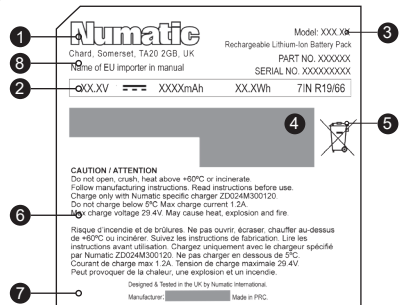 1
Numatic
Model: XXX.XX
3
Chard, Somerset, TA20 2GB, UK
Rechargeable Lithium-Ion Battery Pack
8
Name of EU importer in manual
PART NO. XXXXXX
SERIAL NO. XXXXXXXXX
2
XX.XV
XXXXmAh
XX.XWh
7IN R19/66
4
5
CAUTION / ATTENTION
Do not open, crush, heat above +60ºC or incinerate.
Follow manufacturing instructions. Read instructions before use.
Charge only with Numatic specific charger ZD024M300120.
Do not charge below 5ºC Max charge current 1.2A.
6
Max charge voltage 29.4V. May cause heat, explosion and fire.
Risque d'incendie et de brûlures. Ne pas ouvrir, écraser, chauffer au-dessus
de +60ºC ou incinérer. Suivez les instructions de fabrication. Lire les
instructions avant utilisation. Chargez uniquement avec le chargeur spécifié
par Numatic ZD024M300120. Ne pas charger en dessous de 5ºC.
Courant de charge max 1.2A. Tension de charge maximale 29.4V.
Peut provoquer de la chaleur, une explosion et un incendie.
7
Designed & Tested in the UK by Numatic International.
Manufacturer: Made in PRC.